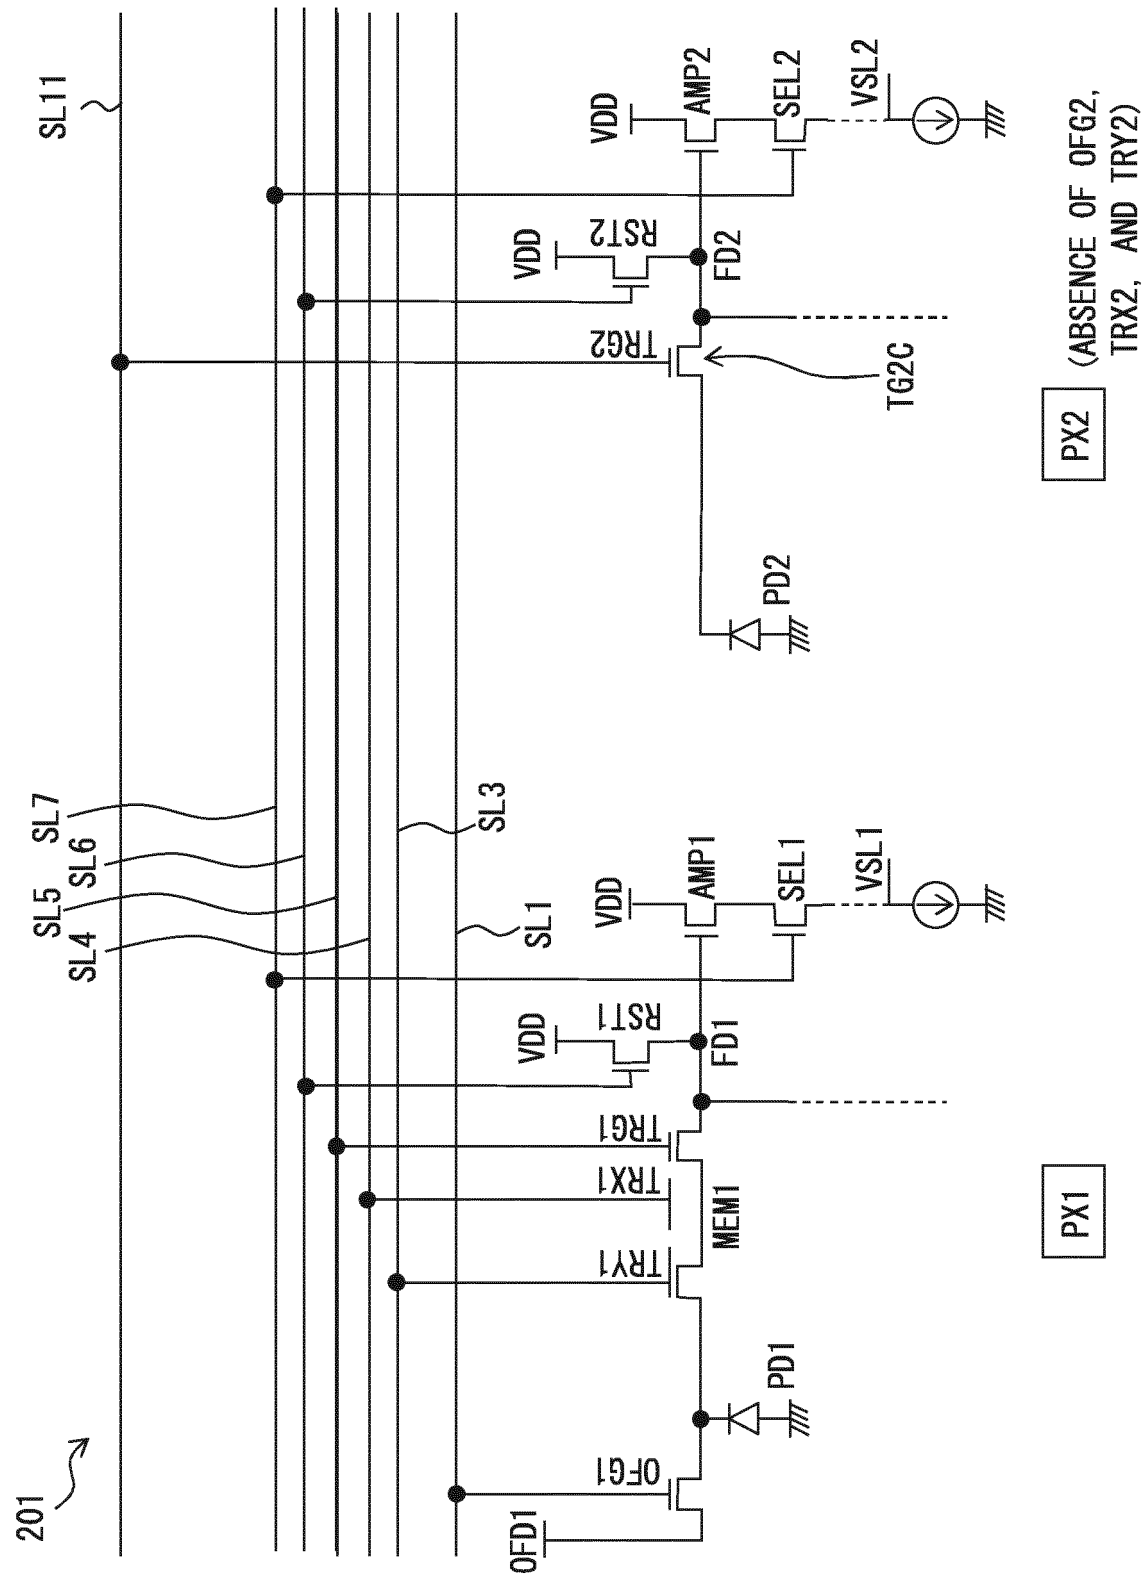 201
SL11
SL7
SL6
SL5
SL4
SL3
SL1
OFD1
OFG1
PD1
TRY1
TRX1
MEM1
TRG1
VDD
RST1
FD1
VDD
AMP1
SEL1
VSL1
PX1
PD2
TRG2
TG2C
VDD
RST2
FD2
VDD
AMP2
SEL2
VSL2
PX2
(ABSENCE OF OFG2,
TRX2, AND TRY2)